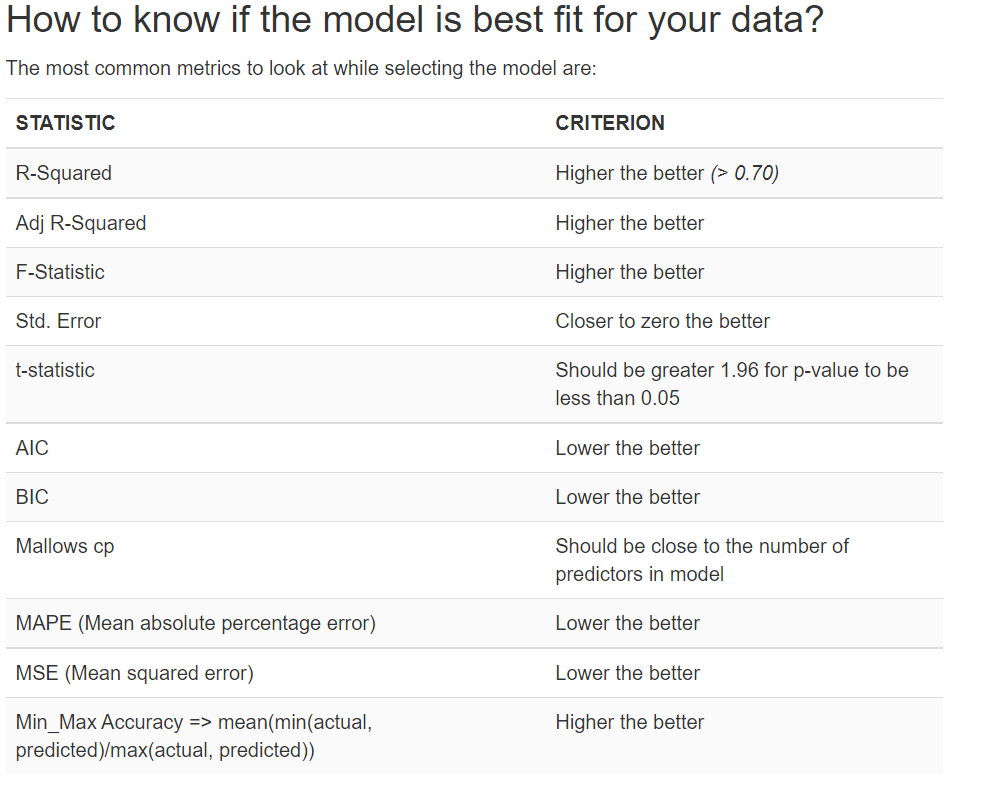 How to know if the model is best fit for your data?
The most common metrics to look at while selecting the model are:
STATISTIC CRITERION
R-Squared Higher the better (> 0.70)
Adj R-Squared Higher the better
F-Statistic Higher the better
Std. Error Closer to zero the better
t-statistic Should be greater 1.96 for p-value to be
less than 0.05
AIC Lower the better
BIC Lower the better
Mallows cp Should be close to the number of
predictors in model
MAPE (Mean absolute percentage error) Lower the better
MSE (Mean squared error) Lower the better
Min_Max Accuracy => mean(min(actual, Higher the better
predicted)/max(actual, predicted))